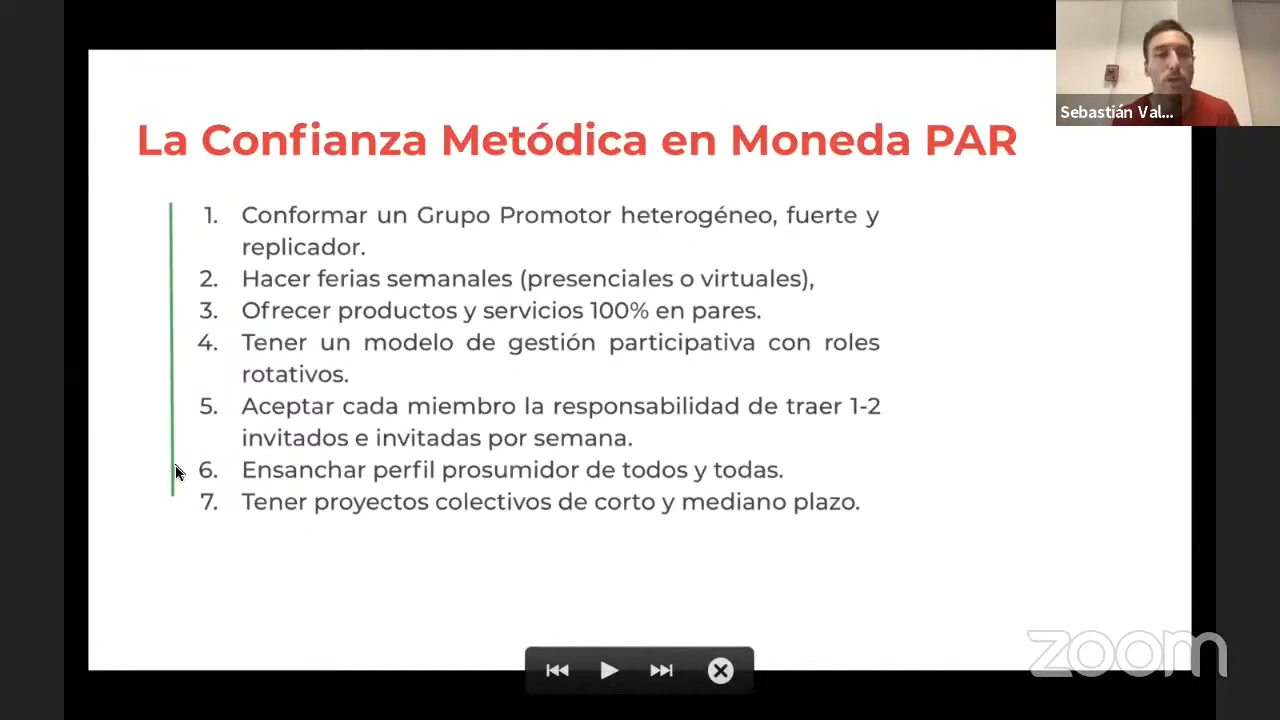 La Confianza Metódica en Moneda PAR
Sebastián Val...
1. Conformar un Grupo Promotor heterogéneo, fuerte y
replicador.
2. Hacer ferias semanales (presenciales o virtuales),
3. Ofrecer productos y servicios 100% en pares.
4. Tener un modelo de gestión participativa con roles
rotativos.
5. Aceptar cada miembro la responsabilidad de traer 1-2
invitados e invitadas por semana.
6. Ensanchar perfil prosumidor de todos y todas.
7. Tener proyectos colectivos de corto y mediano plazo.
zoom